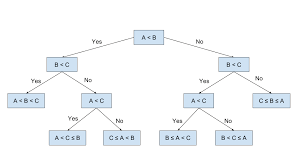 A < B
Yes
No
B < C
B < C
Yes
No
Yes
No
A < B < C
A < C
A < C
C ≤ B ≤ A
Yes
No
Yes
No
A < C ≤ B
C ≤ A < B
B ≤ A < C
B < C ≤ A